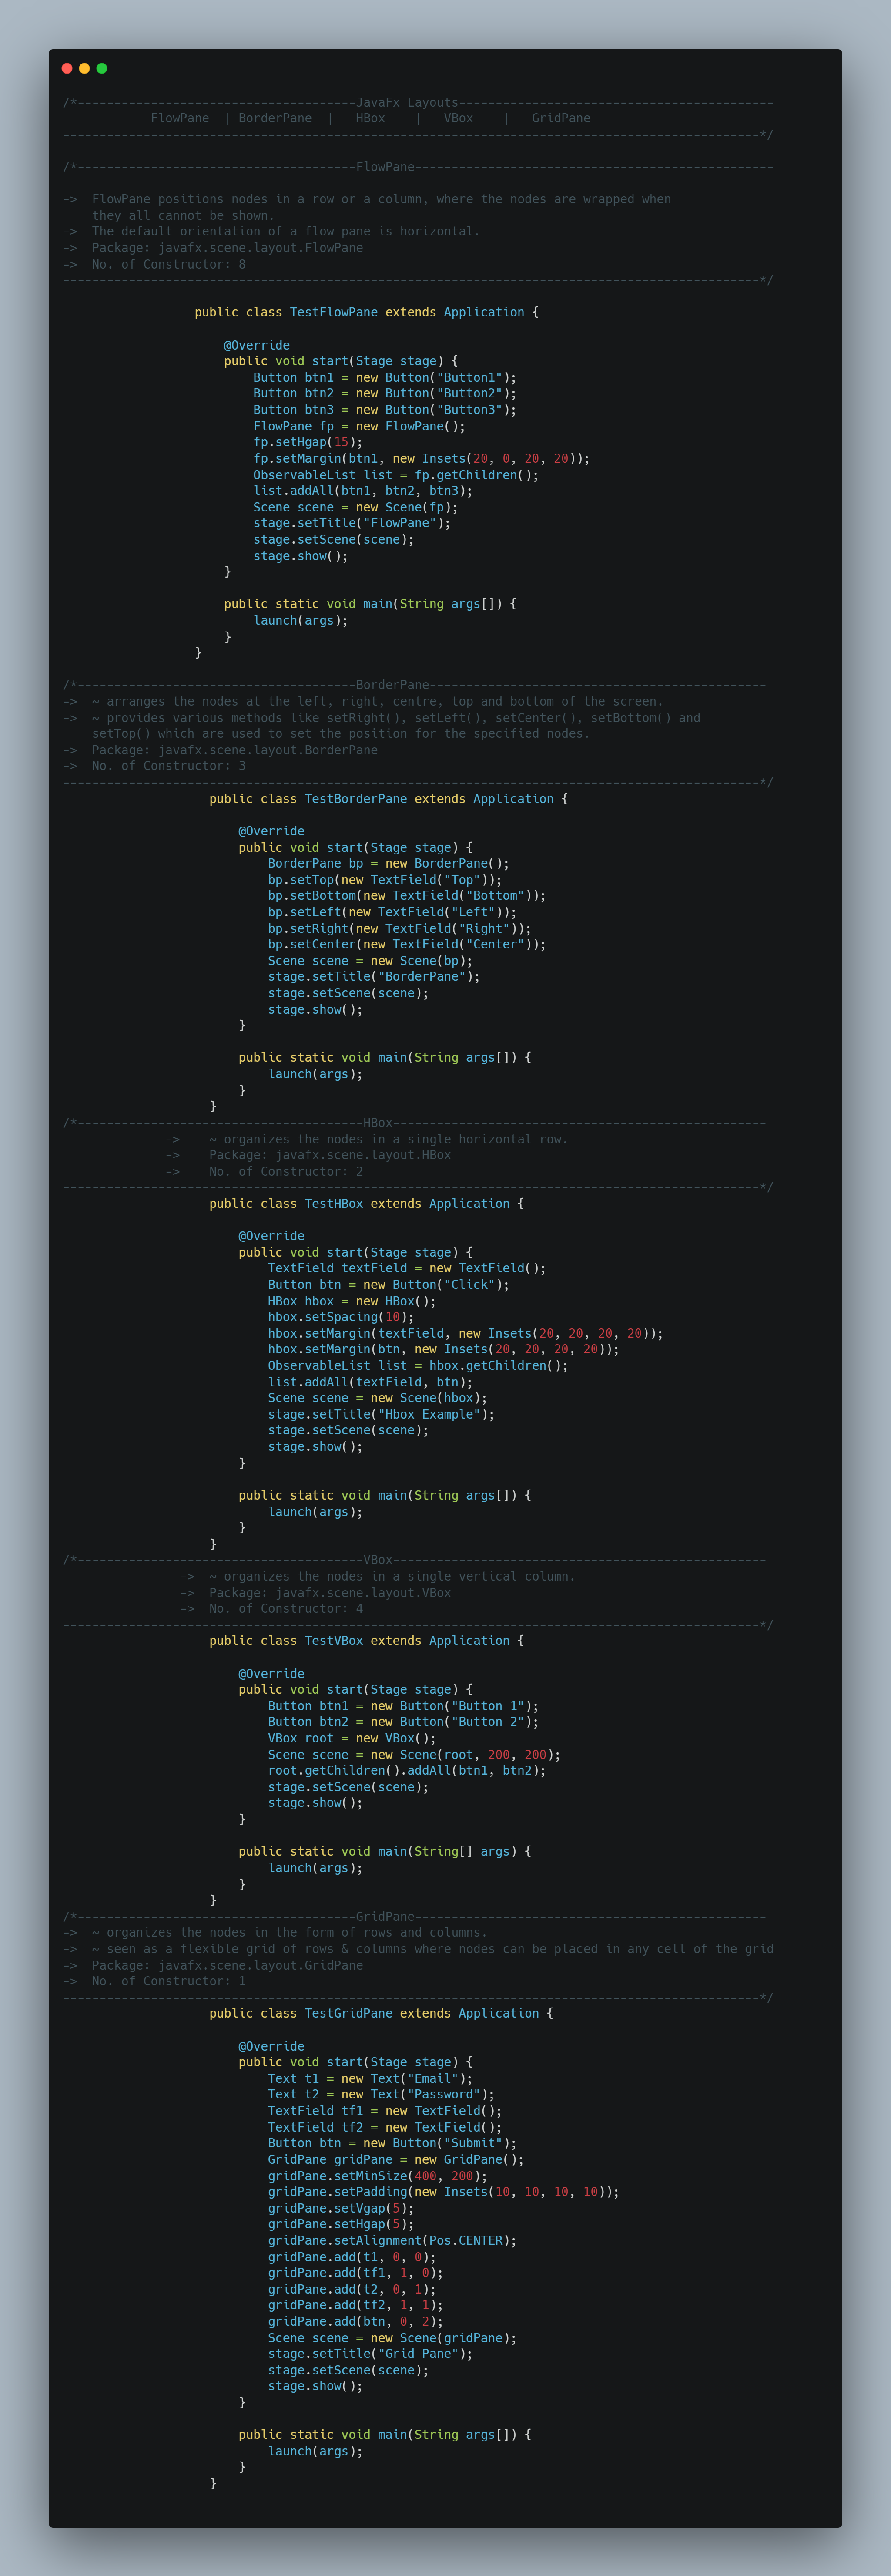 /*--------------------------------------JavaFx Layouts-------------------------------------------
            FlowPane  | BorderPane  |   HBox    |   VBox    |   GridPane
-----------------------------------------------------------------------------------------------*/

/*--------------------------------------FlowPane-------------------------------------------------

->  FlowPane positions nodes in a row or a column, where the nodes are wrapped when
    they all cannot be shown.
->  The default orientation of a flow pane is horizontal.
->  Package: javafx.scene.layout.FlowPane
->  No. of Constructor: 8
-----------------------------------------------------------------------------------------------*/

                  public class TestFlowPane extends Application {

                      @Override
                      public void start(Stage stage) {
                          Button btn1 = new Button("Button1");
                          Button btn2 = new Button("Button2");
                          Button btn3 = new Button("Button3");
                          FlowPane fp = new FlowPane();
                          fp.setHgap(15);
                          fp.setMargin(btn1, new Insets(20, 0, 20, 20));
                          ObservableList list = fp.getChildren();
                          list.addAll(btn1, btn2, btn3);
                          Scene scene = new Scene(fp);
                          stage.setTitle("FlowPane");
                          stage.setScene(scene);
                          stage.show();
                      }

                      public static void main(String args[]) {
                          launch(args);
                      }
                  }

/*--------------------------------------BorderPane----------------------------------------------
->  ~ arranges the nodes at the left, right, centre, top and bottom of the screen.
->  ~ provides various methods like setRight(), setLeft(), setCenter(), setBottom() and
    setTop() which are used to set the position for the specified nodes.
->  Package: javafx.scene.layout.BorderPane
->  No. of Constructor: 3
-----------------------------------------------------------------------------------------------*/
                    public class TestBorderPane extends Application {

                        @Override
                        public void start(Stage stage) {
                            BorderPane bp = new BorderPane();
                            bp.setTop(new TextField("Top"));
                            bp.setBottom(new TextField("Bottom"));
                            bp.setLeft(new TextField("Left"));
                            bp.setRight(new TextField("Right"));
                            bp.setCenter(new TextField("Center"));
                            Scene scene = new Scene(bp);
                            stage.setTitle("BorderPane");
                            stage.setScene(scene);
                            stage.show();
                        }

                        public static void main(String args[]) {
                            launch(args);
                        }
                    }
/*---------------------------------------HBox---------------------------------------------------
              ->    ~ organizes the nodes in a single horizontal row.
              ->    Package: javafx.scene.layout.HBox
              ->    No. of Constructor: 2
-----------------------------------------------------------------------------------------------*/
                    public class TestHBox extends Application {

                        @Override
                        public void start(Stage stage) {
                            TextField textField = new TextField();
                            Button btn = new Button("Click");
                            HBox hbox = new HBox();
                            hbox.setSpacing(10);
                            hbox.setMargin(textField, new Insets(20, 20, 20, 20));
                            hbox.setMargin(btn, new Insets(20, 20, 20, 20));
                            ObservableList list = hbox.getChildren();
                            list.addAll(textField, btn);
                            Scene scene = new Scene(hbox);
                            stage.setTitle("Hbox Example");
                            stage.setScene(scene);
                            stage.show();
                        }

                        public static void main(String args[]) {
                            launch(args);
                        }
                    }
/*---------------------------------------VBox---------------------------------------------------
                ->  ~ organizes the nodes in a single vertical column.
                ->  Package: javafx.scene.layout.VBox
                ->  No. of Constructor: 4
-----------------------------------------------------------------------------------------------*/
                    public class TestVBox extends Application {

                        @Override
                        public void start(Stage stage) {
                            Button btn1 = new Button("Button 1");
                            Button btn2 = new Button("Button 2");
                            VBox root = new VBox();
                            Scene scene = new Scene(root, 200, 200);
                            root.getChildren().addAll(btn1, btn2);
                            stage.setScene(scene);
                            stage.show();
                        }

                        public static void main(String[] args) {
                            launch(args);
                        }
                    }
/*--------------------------------------GridPane------------------------------------------------
->  ~ organizes the nodes in the form of rows and columns.
->  ~ seen as a flexible grid of rows & columns where nodes can be placed in any cell of the grid
->  Package: javafx.scene.layout.GridPane
->  No. of Constructor: 1
-----------------------------------------------------------------------------------------------*/
                    public class TestGridPane extends Application {

                        @Override
                        public void start(Stage stage) {
                            Text t1 = new Text("Email");
                            Text t2 = new Text("Password");
                            TextField tf1 = new TextField();
                            TextField tf2 = new TextField();
                            Button btn = new Button("Submit");
                            GridPane gridPane = new GridPane();
                            gridPane.setMinSize(400, 200);
                            gridPane.setPadding(new Insets(10, 10, 10, 10));
                            gridPane.setVgap(5);
                            gridPane.setHgap(5);
                            gridPane.setAlignment(Pos.CENTER);
                            gridPane.add(t1, 0, 0);
                            gridPane.add(tf1, 1, 0);
                            gridPane.add(t2, 0, 1);
                            gridPane.add(tf2, 1, 1);
                            gridPane.add(btn, 0, 2);
                            Scene scene = new Scene(gridPane);
                            stage.setTitle("Grid Pane");
                            stage.setScene(scene);
                            stage.show();
                        }

                        public static void main(String args[]) {
                            launch(args);
                        }
                    }